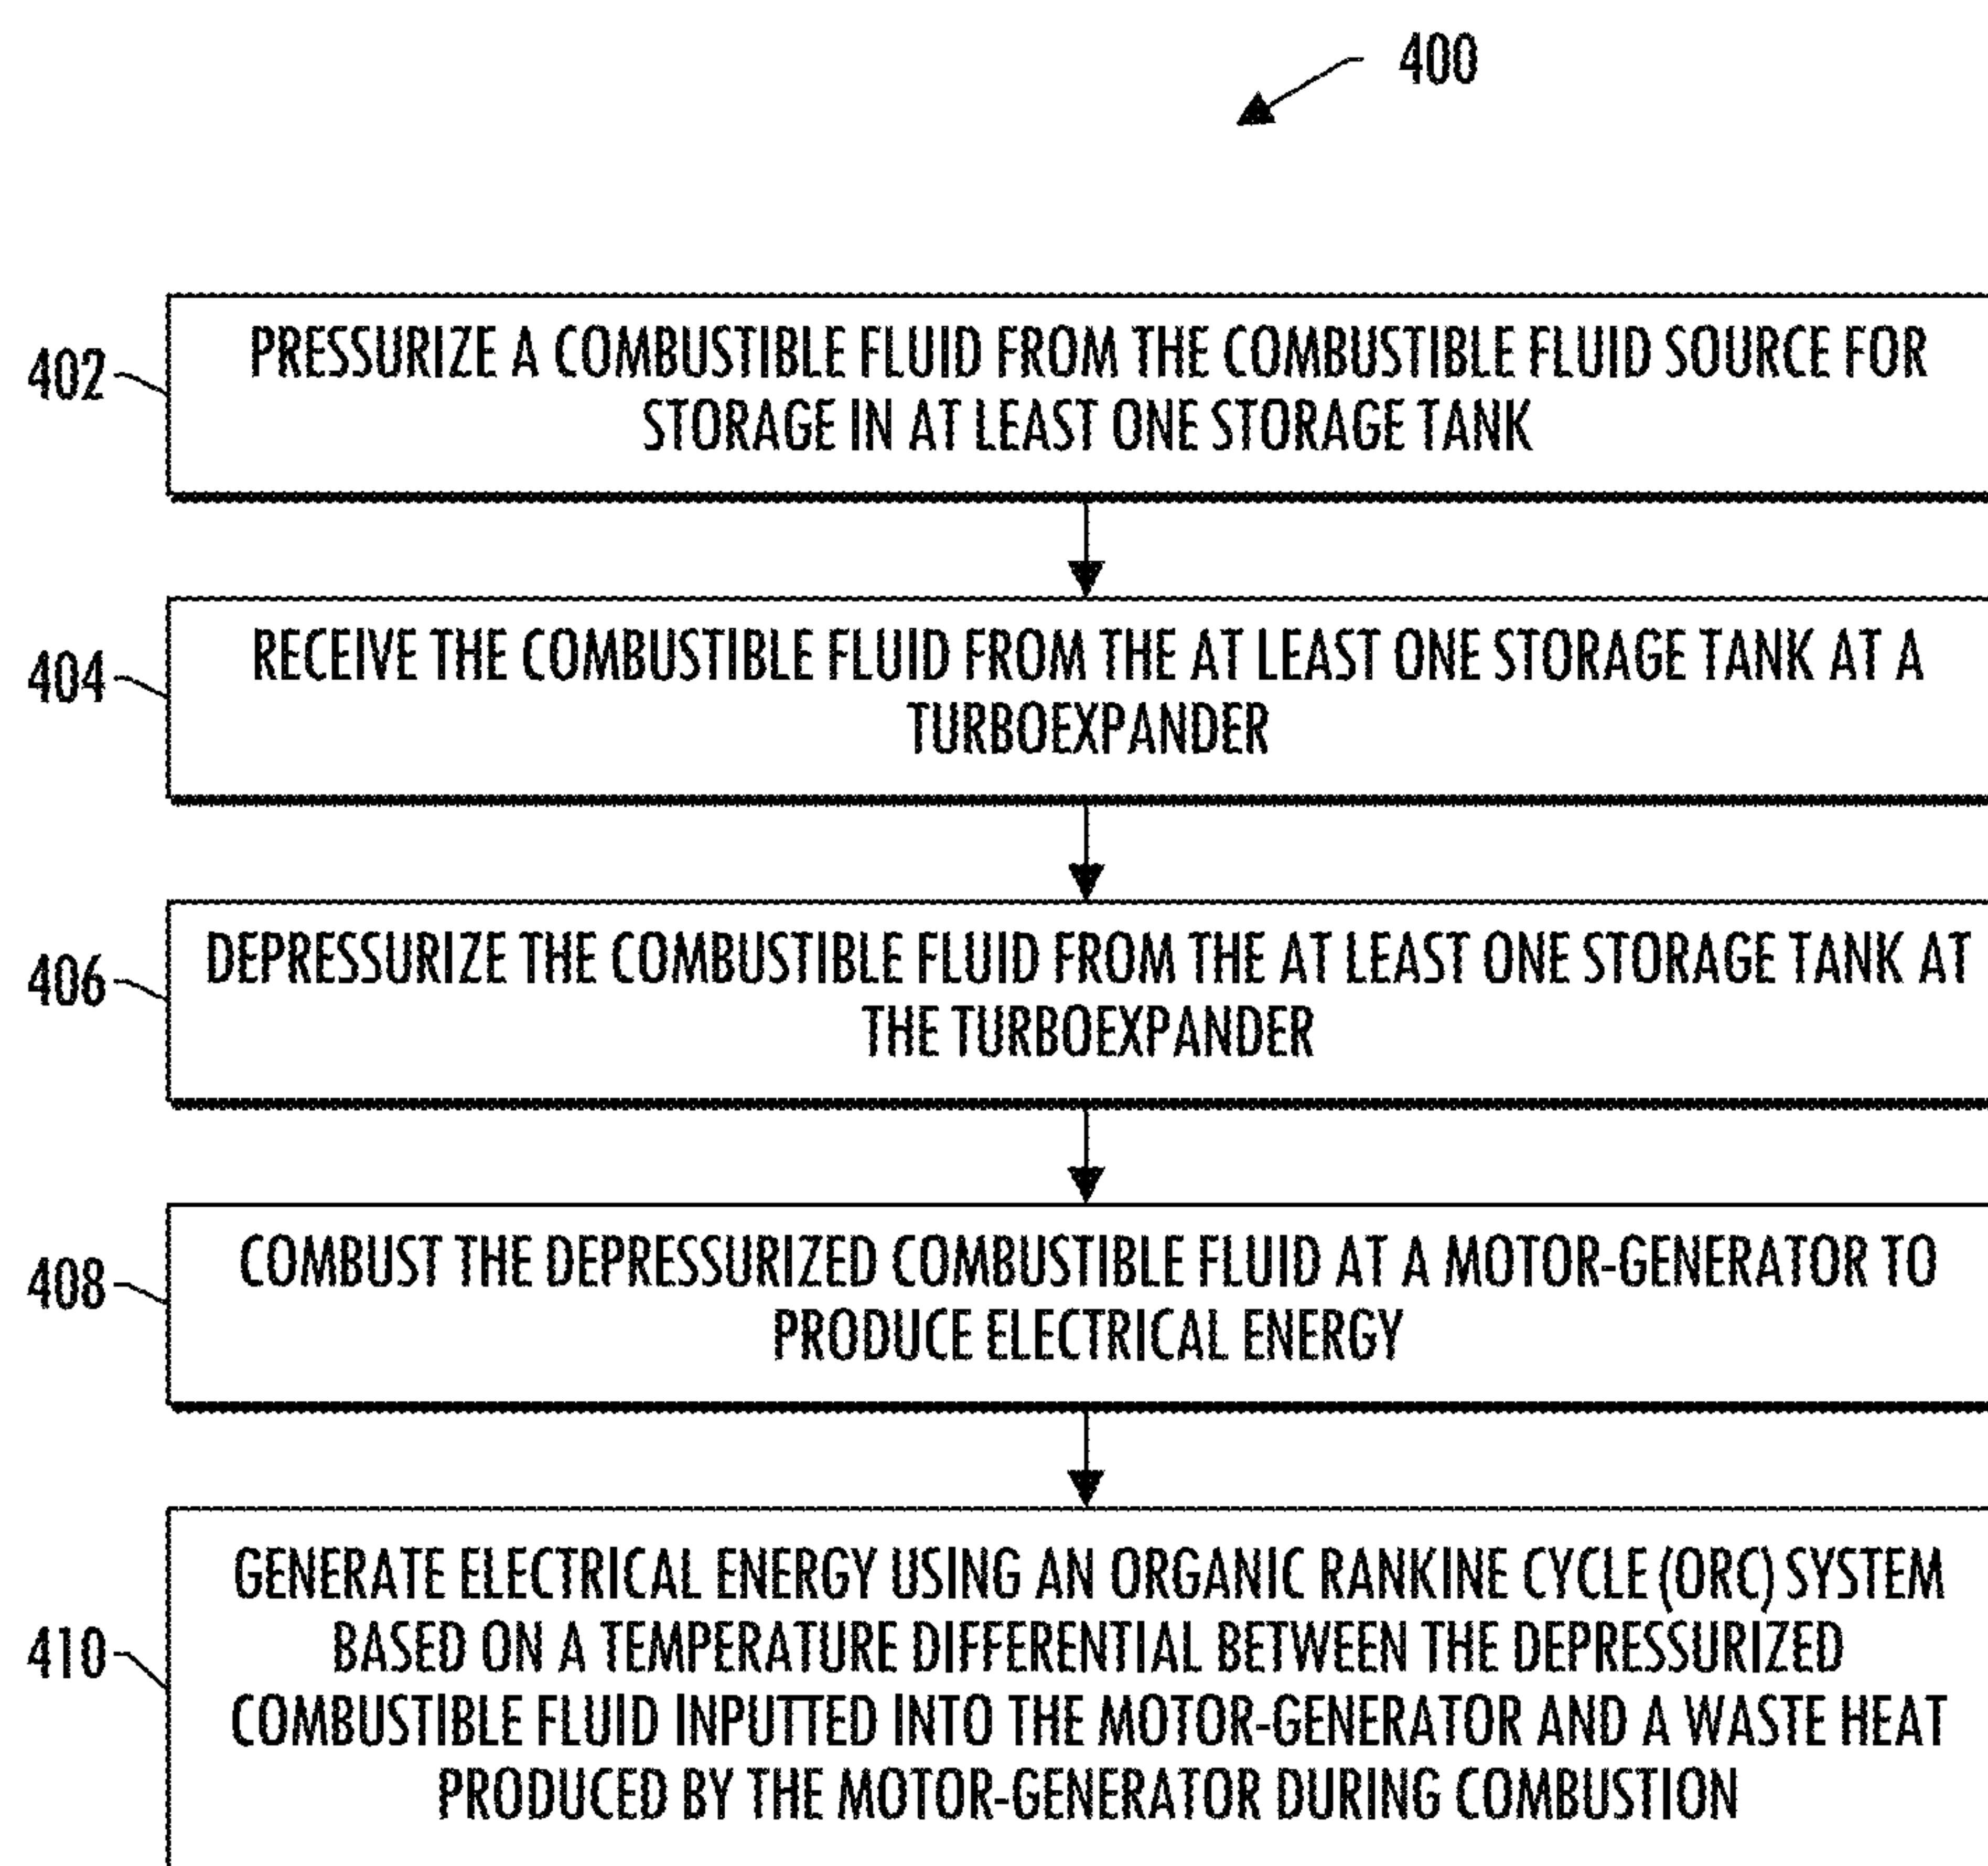 400
402
PRESSURIZE A COMBUSTIBLE FLUID FROM THE COMBUSTIBLE FLUID SOURCE FOR
STORAGE IN AT LEAST ONE STORAGE TANK
404
RECEIVE THE COMBUSTIBLE FLUID FROM THE AT LEAST ONE STORAGE TANK AT A
TURBOEXPANDER
406
DEPRESSURIZE THE COMBUSTIBLE FLUID FROM THE AT LEAST ONE STORAGE TANK AT
THE TURBOEXPANDER
408
COMBUST THE DEPRESSURIZED COMBUSTIBLE FLUID AT A MOTOR-GENERATOR TO
PRODUCE ELECTRICAL ENERGY
410
GENERATE ELECTRICAL ENERGY USING AN ORGANIC RANKINE CYCLE (ORC) SYSTEM
BASED ON A TEMPERATURE DIFFERENTIAL BETWEEN THE DEPRESSURIZED
COMBUSTIBLE FLUID INPUTTED INTO THE MOTOR-GENERATOR AND A WASTE HEAT
PRODUCED BY THE MOTOR-GENERATOR DURING COMBUSTION